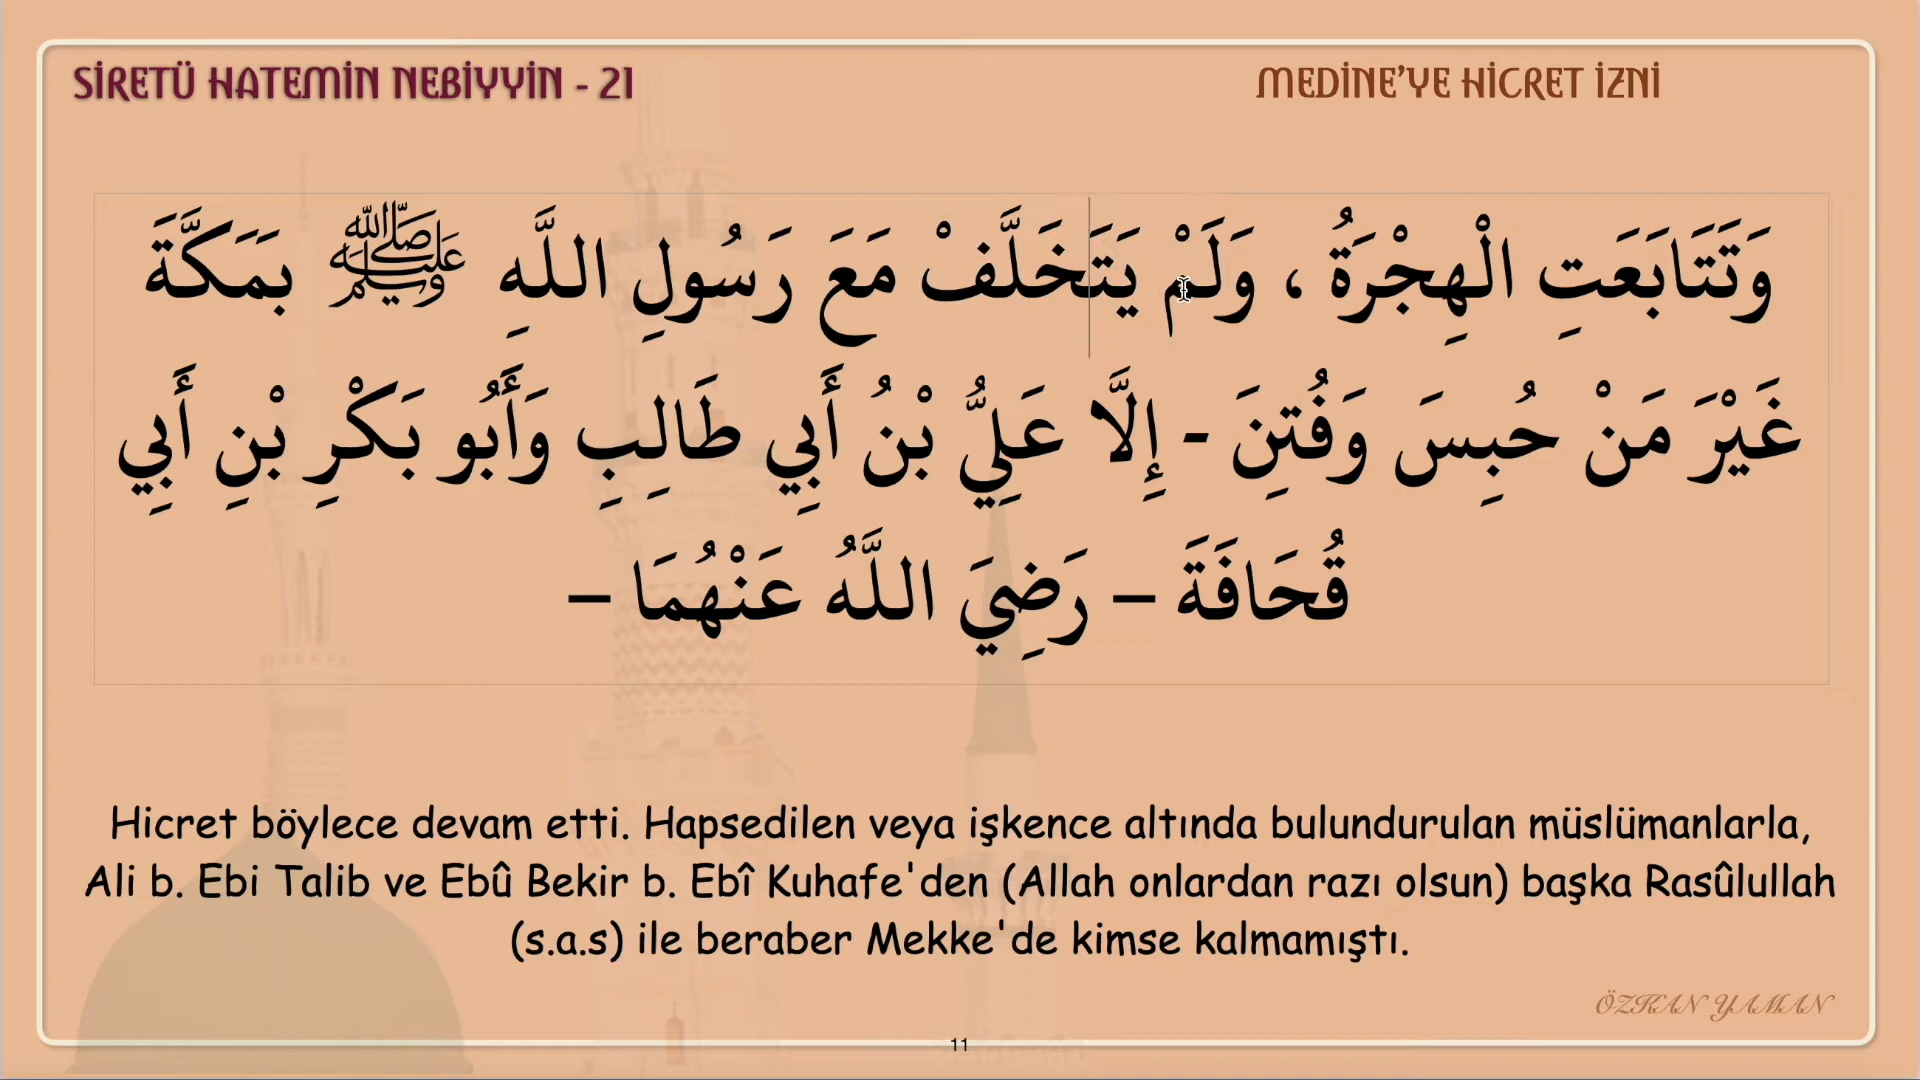 SİRETÜ HATEMİN NEBİYYİN - 21
MEDİNE'YE HİCRET İZNİ
وَتَتَابَعَتِ الْهِجْرَةُ ، وَلَمْ يَتَخَلَّفْ مَعَ رَسُولِ اللَّهِ ﷺ بَمَكَّةَ
غَيْرَ مَنْ حُبِسَ وَفُتِنَ - إِلَّا عَلِيُّ بْنُ أَبِي طَالِبِ وَأَبُو بَكْرِ بْنِ أَبِي
قُحَافَةَ – رَضِيَ اللَّهُ عَنْهُمَا –
Hicret böylece devam etti. Hapsedilen veya işkence altında bulundurulan müslümanlarla,
Ali b. Ebi Talib ve Ebû Bekir b. Ebî Kuhafe'den (Allah onlardan razı olsun) başka Rasûlullah
(s.a.s) ile beraber Mekke'de kimse kalmamıştı.
ÖZKAN YAMAN
11